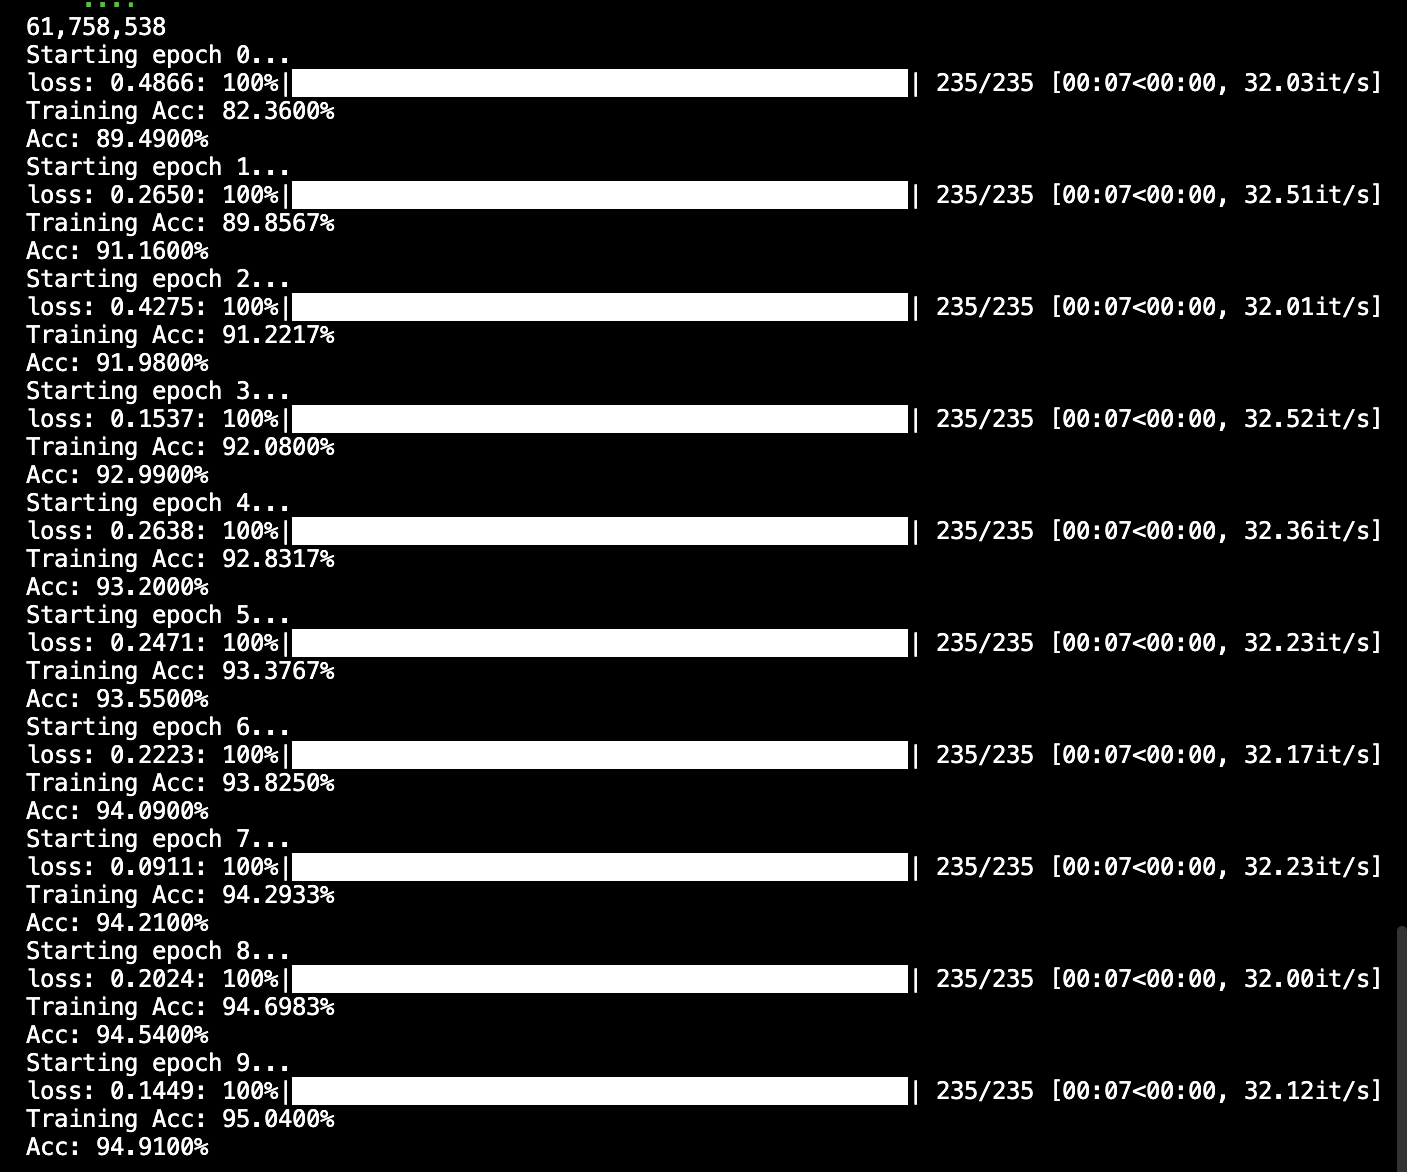 61,758,538
Starting epoch 0...
loss: 0.4866: 100%|██████████| 235/235 [00:07<00:00, 32.03it/s]
Training Acc: 82.3600%
Acc: 89.4900%
Starting epoch 1...
loss: 0.2650: 100%|██████████| 235/235 [00:07<00:00, 32.51it/s]
Training Acc: 89.8567%
Acc: 91.1600%
Starting epoch 2...
loss: 0.4275: 100%|██████████| 235/235 [00:07<00:00, 32.01it/s]
Training Acc: 91.2217%
Acc: 91.9800%
Starting epoch 3...
loss: 0.1537: 100%|██████████| 235/235 [00:07<00:00, 32.52it/s]
Training Acc: 92.0800%
Acc: 92.9900%
Starting epoch 4...
loss: 0.2638: 100%|██████████| 235/235 [00:07<00:00, 32.36it/s]
Training Acc: 92.8317%
Acc: 93.2000%
Starting epoch 5...
loss: 0.2471: 100%|██████████| 235/235 [00:07<00:00, 32.23it/s]
Training Acc: 93.3767%
Acc: 93.5500%
Starting epoch 6...
loss: 0.2223: 100%|██████████| 235/235 [00:07<00:00, 32.17it/s]
Training Acc: 93.8250%
Acc: 94.0900%
Starting epoch 7...
loss: 0.0911: 100%|██████████| 235/235 [00:07<00:00, 32.23it/s]
Training Acc: 94.2933%
Acc: 94.2100%
Starting epoch 8...
loss: 0.2024: 100%|██████████| 235/235 [00:07<00:00, 32.00it/s]
Training Acc: 94.6983%
Acc: 94.5400%
Starting epoch 9...
loss: 0.1449: 100%|██████████| 235/235 [00:07<00:00, 32.12it/s]
Training Acc: 95.0400%
Acc: 94.9100%